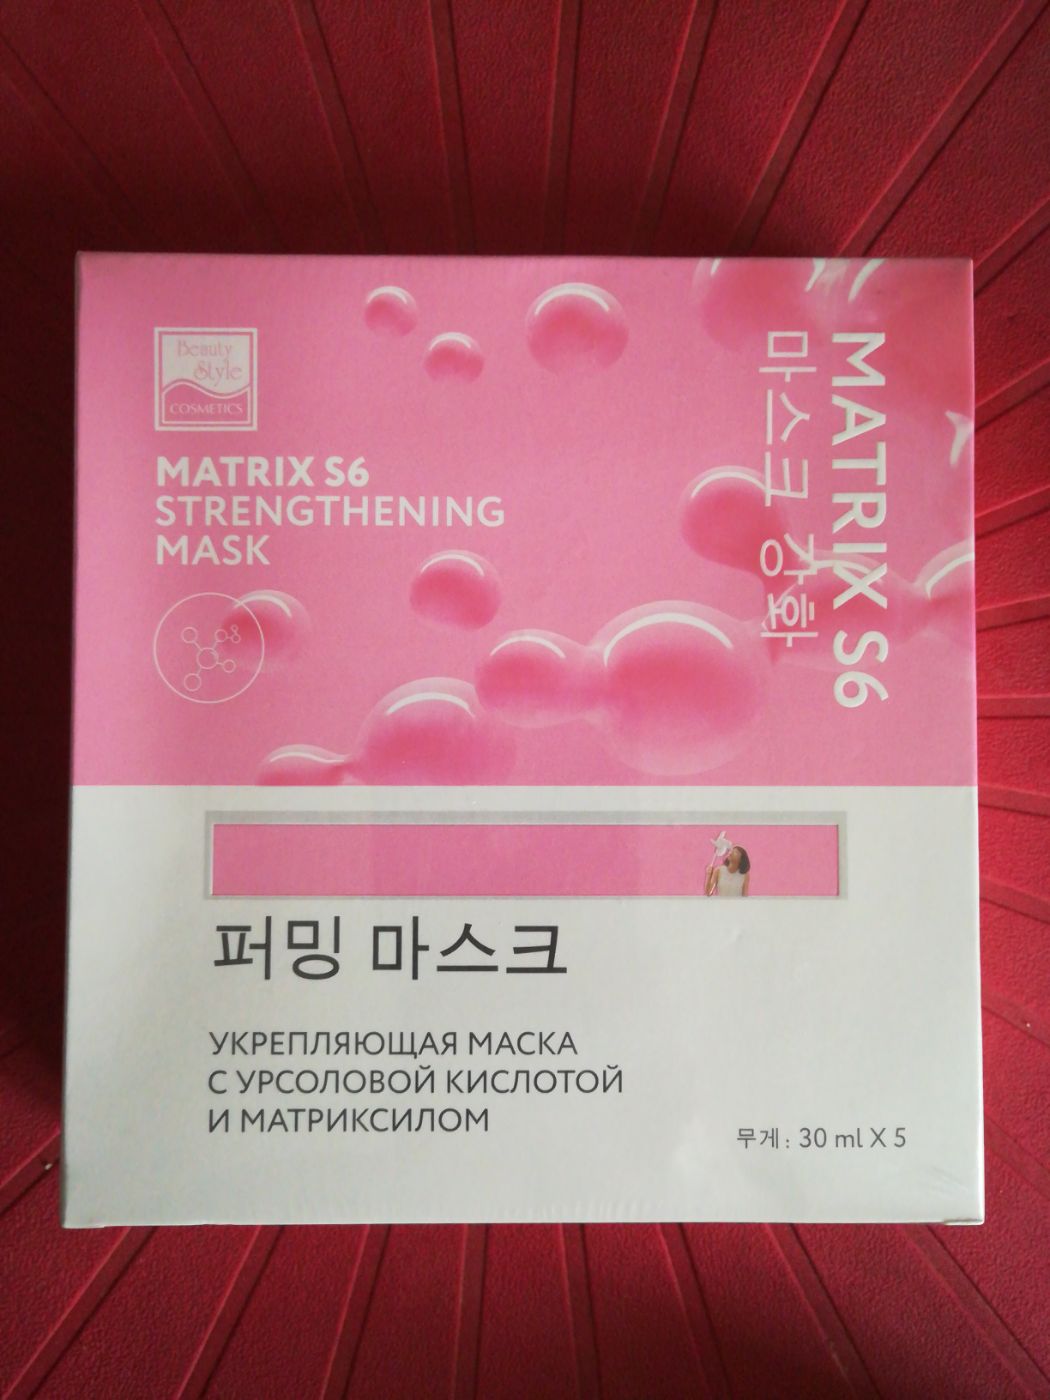 Beauty
Style
COSMETICS
MATRIX S6
STRENGTHENING
MASK
MATRIX S6
마스크 강화
퍼밍 마스크
УКРЕПЛЯЮЩАЯ МАСКА
С УРСОЛОВОЙ КИСЛОТОЙ
И МАТРИКСИЛОМ
무게: 30 ml X 5